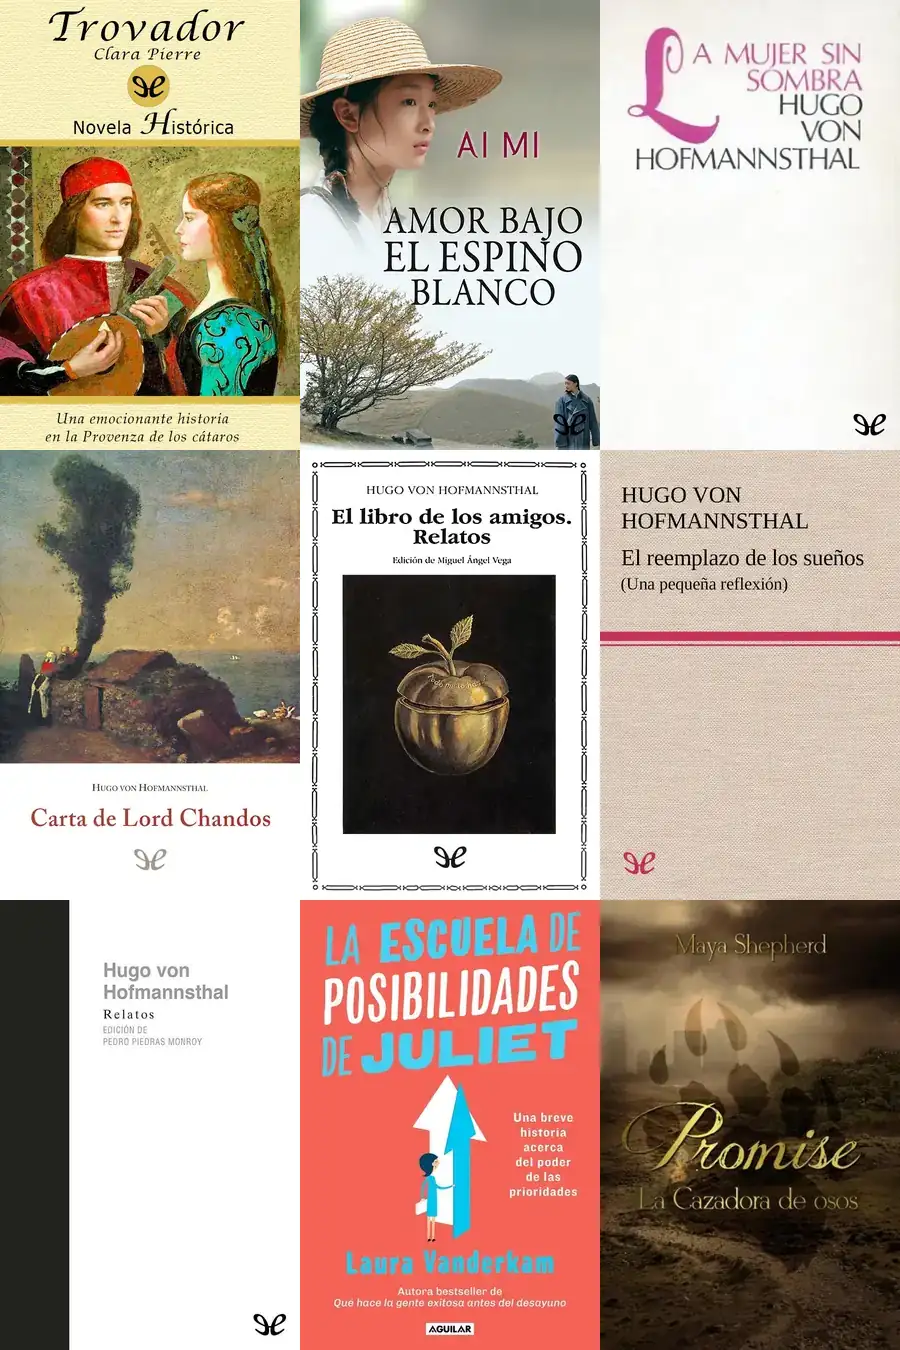 Trovador
Clara Pierre
Novela Histórica
Una emocionante historia
en la Provenza de los cátaros
AI MI
AMOR BAJO
EL ESPINO
BLANCO
LA MUJER SIN
SOMBRA
HUGO
VON
HOFMANNSTHAL
HUGO VON HOFMANNSTHAL
Carta de Lord Chandos
HUGO VON HOFMANNSTHAL
El libro de los amigos.
Relatos
Edición de Miguel Ángel Vega
HUGO VON
HOFMANNSTHAL
El reemplazo de los sueños
(Una pequeña reflexión)
Hugo von
Hofmannsthal
Relatos
EDICIÓN DE
PEDRO PIEDRAS MONROY
LA ESCUELA DE
POSIBILIDADES
DE JULIET
Una breve
historia
acerca
del poder
de las
prioridades
Laura Vanderkam
Autora bestseller de
Qué hace la gente exitosa antes del desayuno
AGUILAR
Maya Shepherd
Promise
La Cazadora de osos